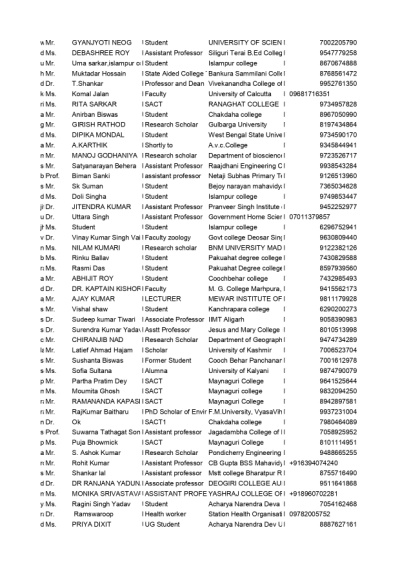 w Mr. GYANJYOTI NEOG I Student UNIVERSITY OF SCIEN I 7002205790
d Ms. DEBASHREE ROY I Assistant Professor Siliguri Terai B.Ed Colleg I 9547779258
u Mr. Uma sarkar,islampur c I Student Islampur college I 8670674888
h Mr. Muktadar Hossain I State Aided College Bankura Sammilani Colle I 8768561472
d Dr. T.Shankar I Professor and Dean Vivekanandha College of I 9952761350
k Ms. Komal Jalan I Faculty University of Calcutta I 09681716351
ri Ms. RITA SARKAR I SACT RANAGHAT COLLEGE I 9734957828
a Mr. Anirban Biswas I Student Chakdaha college I 8967050990
g Mr. GIRISH RATHOD I Research Scholar Gulbarga University I 8197434864
d Ms. DIPIKA MONDAL I Student West Bengal State Unive I 9734590170
a Mr. A.KARTHIK I Shortly to A.v.c.College I 9345844941
n Mr. MANOJ GODHANIYA I Research scholar Department of bioscienc I 9723526717
s Mr. Satyanarayan Behera I Assistant Professor Raajdhani Engineering C I 9938543284
b Prof. Biman Sanki I assistant professor Netaji Subhas Primary T I 9126513960
s Mr. Sk Suman I Student Bejoy narayan mahavidy I 7365034628
d Ms. Doli Singha I Student Islampur college I 9749853447
jt Dr. JITENDRA KUMAR I Assistant Professor Pranveer Singh Institute I 9452252977
u Dr. Uttara Singh I Assistant Professor Government Home Scier I 07011379857
Ms. Student I Student Islampur college I 6296752941
v Dr. Vinay Kumar Singh Vai I Faculty zoology Govt college Deosar Sing I 9630809440
n Ms. NILAM KUMARI I Research scholar BNM UNIVERSITY MAD I 9122382126
b Ms. Rinku Ballav I Student Pakuahat degree college I 7430829588
r Ms. Rasmi Das I Student Pakuahat Degree college I 8597939560
a Mr. ABHIJIT ROY I Student Coochbehar college I 7432985493
d Dr. DR. KAPTAIN KISHOR I Faculty M. G. College Marhpura, I 9415562173
a Mr. AJAY KUMAR I LECTURER MEWAR INSTITUTE OF I 9811179928
v Mr. Vishal shaw I Student Kanchrapara college I 6290200273
s Dr. Sudeep kumar Tiwari I Associate Professor IIMT Aligarh I 9058390983
s Dr. Surendra Kumar Yadav I Asstt Professor Jesus and Mary College I 8010513998
c Mr. CHIRANJIB NAD I Research Scholar Department of Geograph I 9474734289
la Mr. Latief Ahmad Hajam I Scholar University of Kashmir I 7006523704
s Mr. Sushanta Biswas I Former Student Cooch Behar Panchanar I 7001612978
s Ms. Sofia Sultana I Alumna University of Kalyani I 9874790079
p Mr. Partha Pratim Dey I SACT Maynaguri College I 9641525644
n Ms. Moumita Ghosh I SACT Maynaguri College I 9832094250
r Mr. RAMANANDA KAPAS I SACT Maynaguri College I 8942897581
r Mr. RajKumar Baitharu I PhD Scholar of Envir F.M.University, VyasaVih I 9937231004
n Dr. Ok I SACT1 Chakdaha college I 7980464089
s Prof. Suwarna Tathagat Son I Assistant professor Jagadamba College of I I 7058925952
p Ms. Puja Bhowmick I SACT Maynaguri College I 8101114951
a Mr. S. Ashok Kumar I Research Scholar Pondicherry Engineering I 9488665255
n Mr. Rohit Kumar I Assistant Professor CB Gupta BSS Mahavidy I +916394074240
s Mr. Shankar lal I Assistant professor Mstt college Bharatpur R I 8755716490
d Dr. DR RANJANA YADUN I Associate professor DEOGIRI COLLEGE AU I 9511641868
n Ms. MONIKA SRIVASTAVA I ASSISTANT PROFE YASHRAJ COLLEGE OF I +918960702281
y Ms. Ragini Singh Yadav I Student Acharya Narendra Deva I 7054162468
n Dr. Ramswaroop I Health worker Station Health Organisati I 09782005752
d Ms. PRIYA DIXIT I UG Student Acharya Narendra Dev U I 8887627161